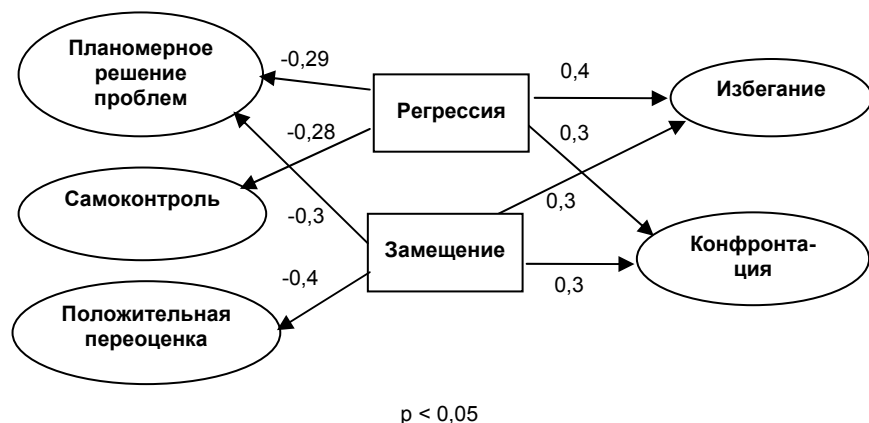 Планомерное
решение
проблем
-0,29
Регрессия
0,4
Избегание
-0,28
0,3
Самоконтроль
-0,3
Замещение
0,3
Конфронта-
ция
-0,4
0,3
Положительная
переоценка
p < 0,05